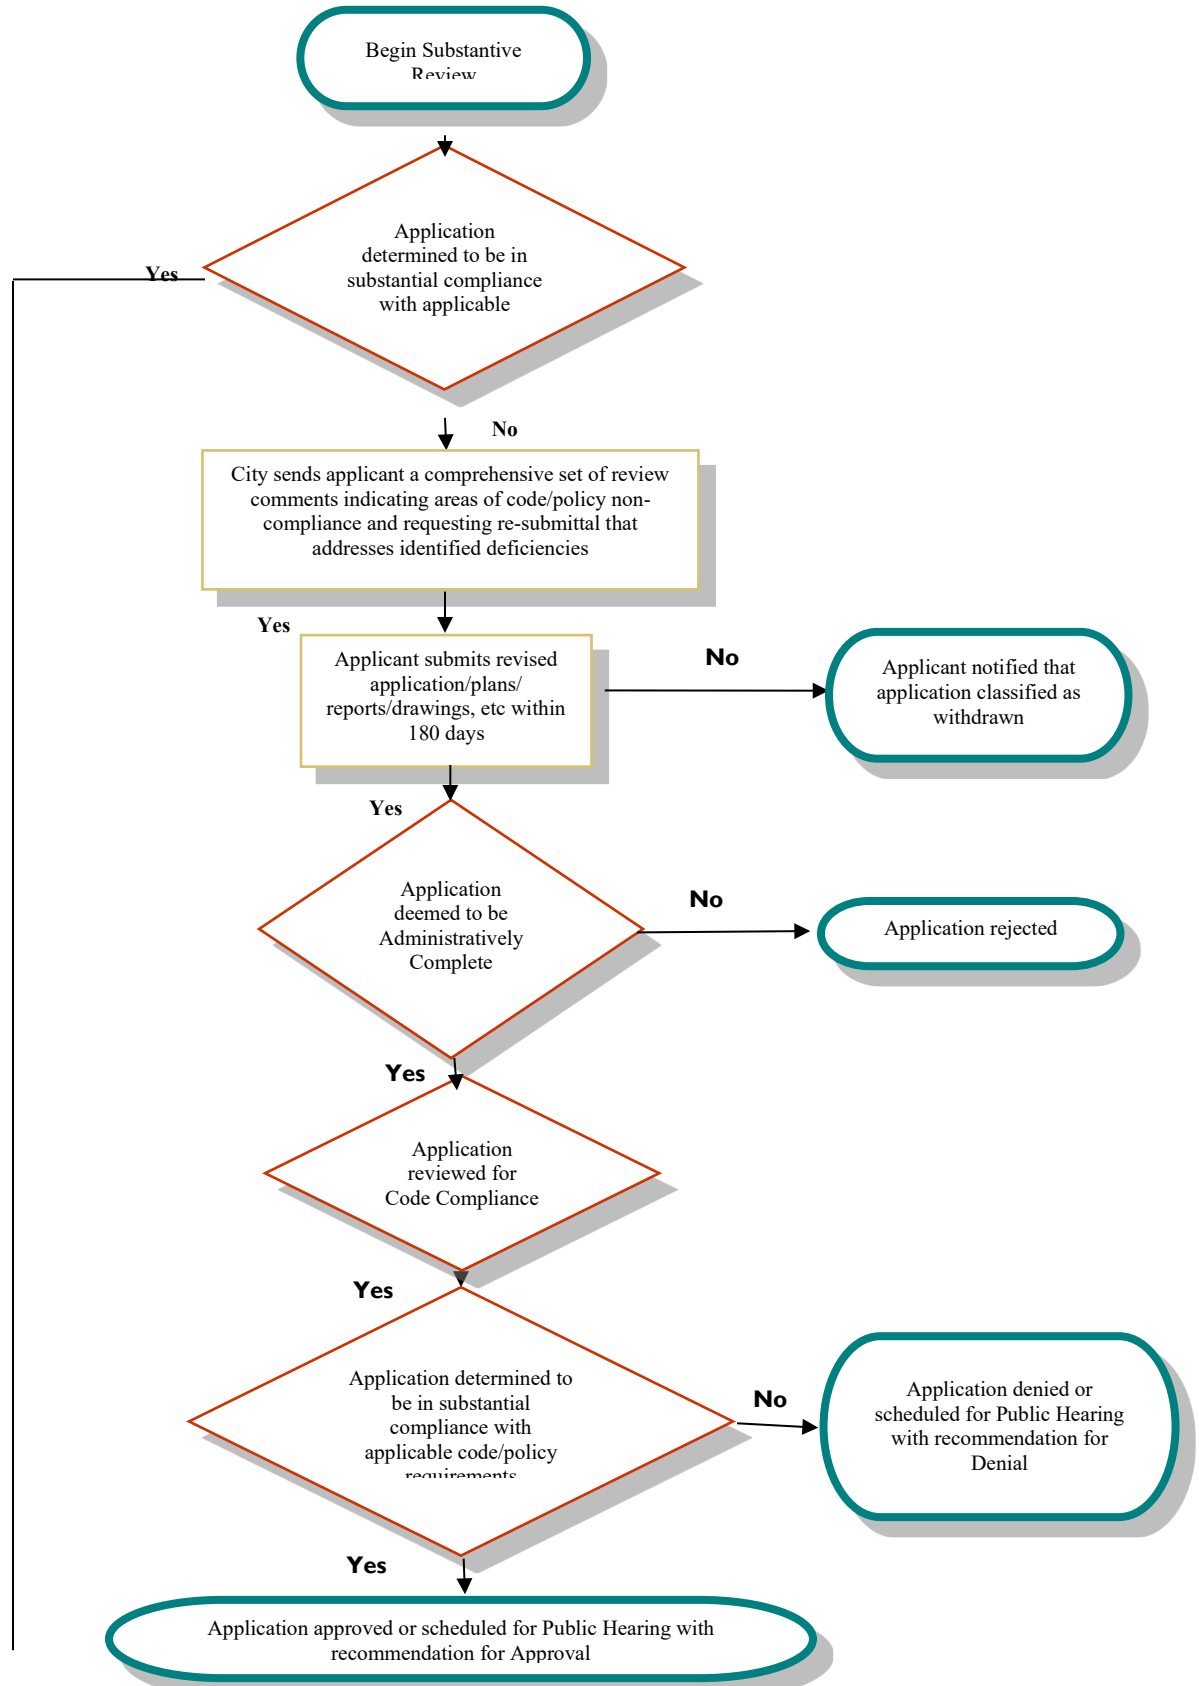 Begin Substantive
Review
Application
determined to be in
substantial compliance
with applicable
Yes
No
City sends applicant a comprehensive set of review
comments indicating areas of code/policy non-
compliance and requesting re-submittal that
addresses identified deficiencies
Yes
Applicant submits revised
application/plans/
reports/drawings, etc within
180 days
No
Applicant notified that
application classified as
withdrawn
Yes
Application
deemed to be
Administratively
Complete
No
Application rejected
Yes
Application
reviewed for
Code Compliance
Yes
Application determined to
be in substantial
compliance with
applicable code/policy
requirements
No
Application denied or
scheduled for Public Hearing
with recommendation for
Denial
Yes
Application approved or scheduled for Public Hearing with
recommendation for Approval